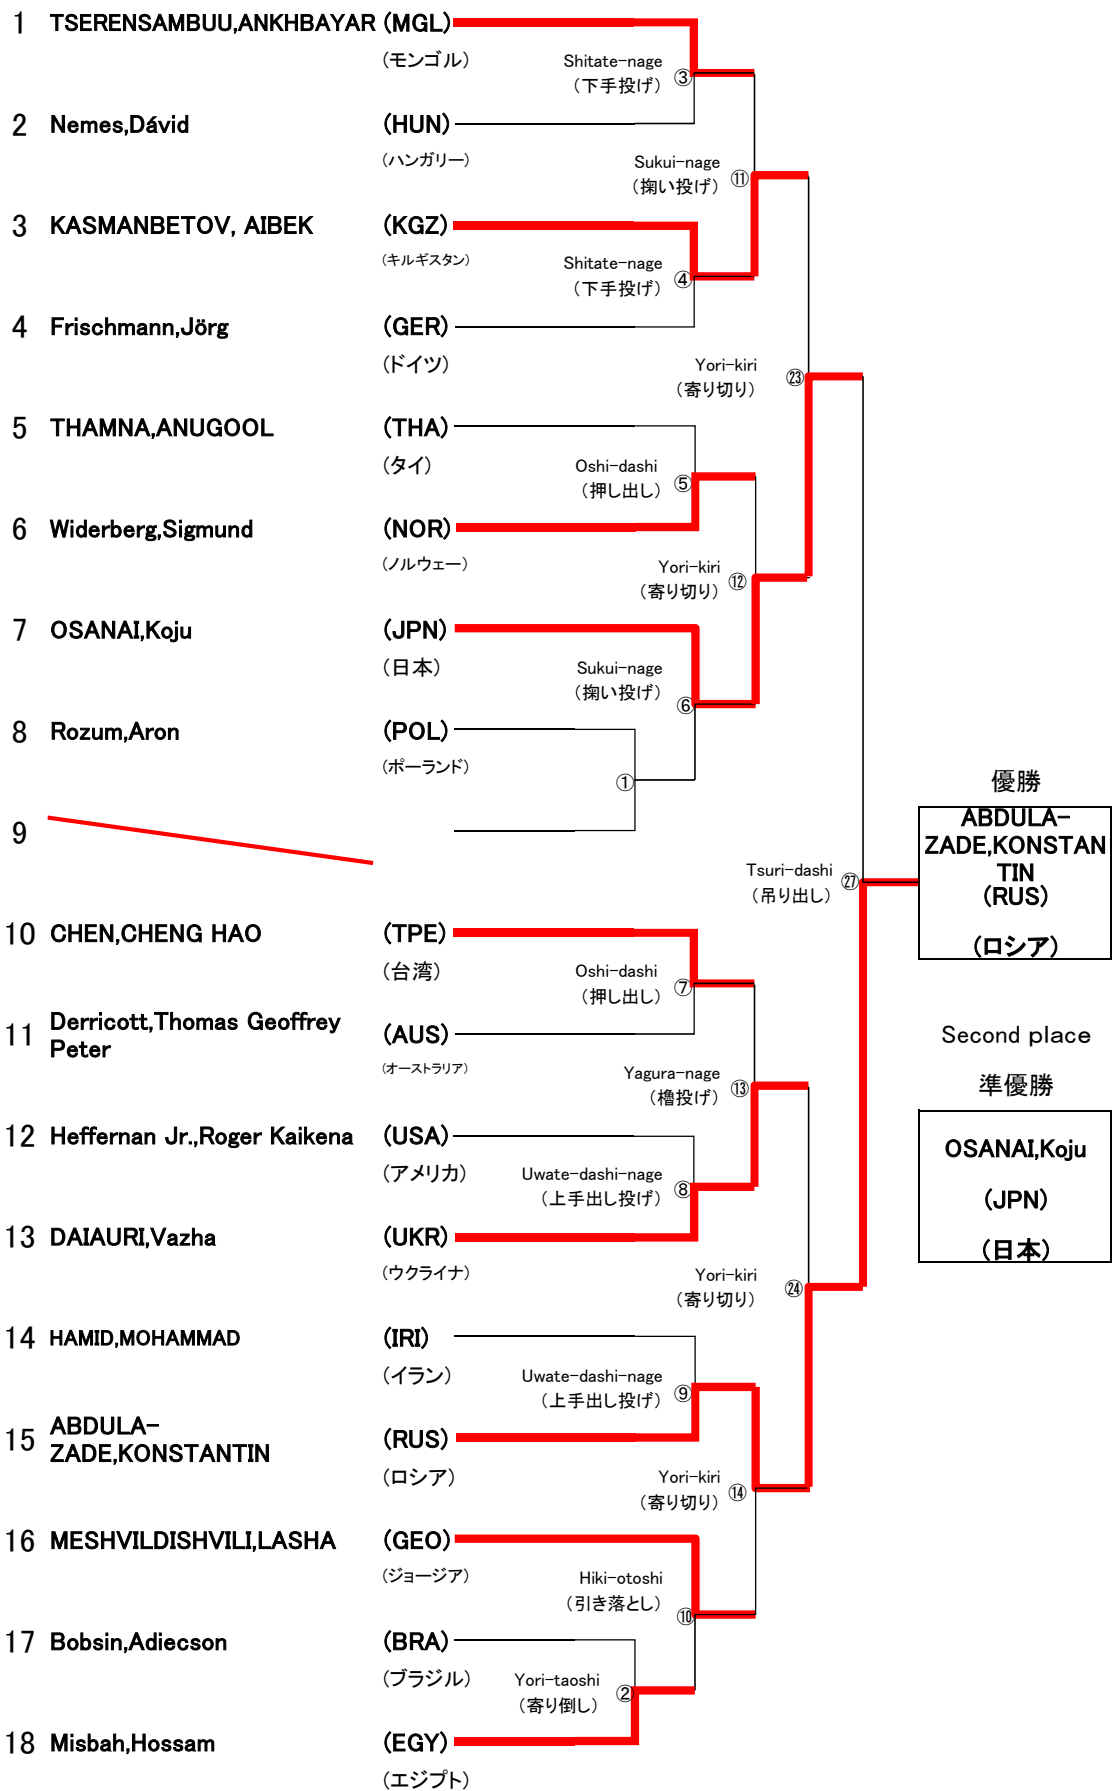 1 TSERENSAMBUU,ANKHBAYAR (MGL)
(モンゴル)
Shitate-nage
(下手投げ)
③
2 Nemes,Dávid (HUN)
(ハンガリー)
Sukui-nage
(掬い投げ)
⑪
3 KASMANBETOV, AIBEK (KGZ)
(キルギスタン)
Shitate-nage
(下手投げ)
④
4 Frischmann,Jörg (GER)
(ドイツ)
Yori-kiri
(寄り切り)
㉓
5 THAMNA,ANUGOOL (THA)
(タイ)
Oshi-dashi
(押し出し)
⑤
6 Widerberg,Sigmund (NOR)
(ノルウェー)
Yori-kiri
(寄り切り)
⑫
7 OSANAI,Koju (JPN)
(日本)
Sukui-nage
(掬い投げ)
⑥
8 Rozum,Aron (POL)
(ポーランド)
①
9
Tsuri-dashi
(吊り出し)
㉗
優勝
ABDULA-
ZADE,KONSTAN
TIN
(RUS)
(ロシア)
10 CHEN,CHENG HAO (TPE)
(台湾)
Oshi-dashi
(押し出し)
⑦
11 Derricott,Thomas Geoffrey
Peter
(AUS)
(オーストラリア)
Second place
準優勝
OSANAI,Koju
(JPN)
(日本)
Yagura-nage
(櫓投げ)
⑬
12 Heffernan Jr.,Roger Kaikena (USA)
(アメリカ)
Uwate-dashi-nage
(上手出し投げ)
⑧
13 DAIAURI,Vazha (UKR)
(ウクライナ)
Yori-kiri
(寄り切り)
㉔
14 HAMID,MOHAMMAD (IRI)
(イラン)
Uwate-dashi-nage
(上手出し投げ)
⑨
15 ABDULA-
ZADE,KONSTANTIN
(RUS)
(ロシア)
Yori-kiri
(寄り切り)
⑭
16 MESHVILDISHVILI,LASHA (GEO)
(ジョージア)
Hiki-otoshi
(引き落とし)
⑩
17 Bobsin,Adiecson (BRA)
(ブラジル)
Yori-taoshi
(寄り倒し)
②
18 Misbah,Hossam (EGY)
(エジプト)